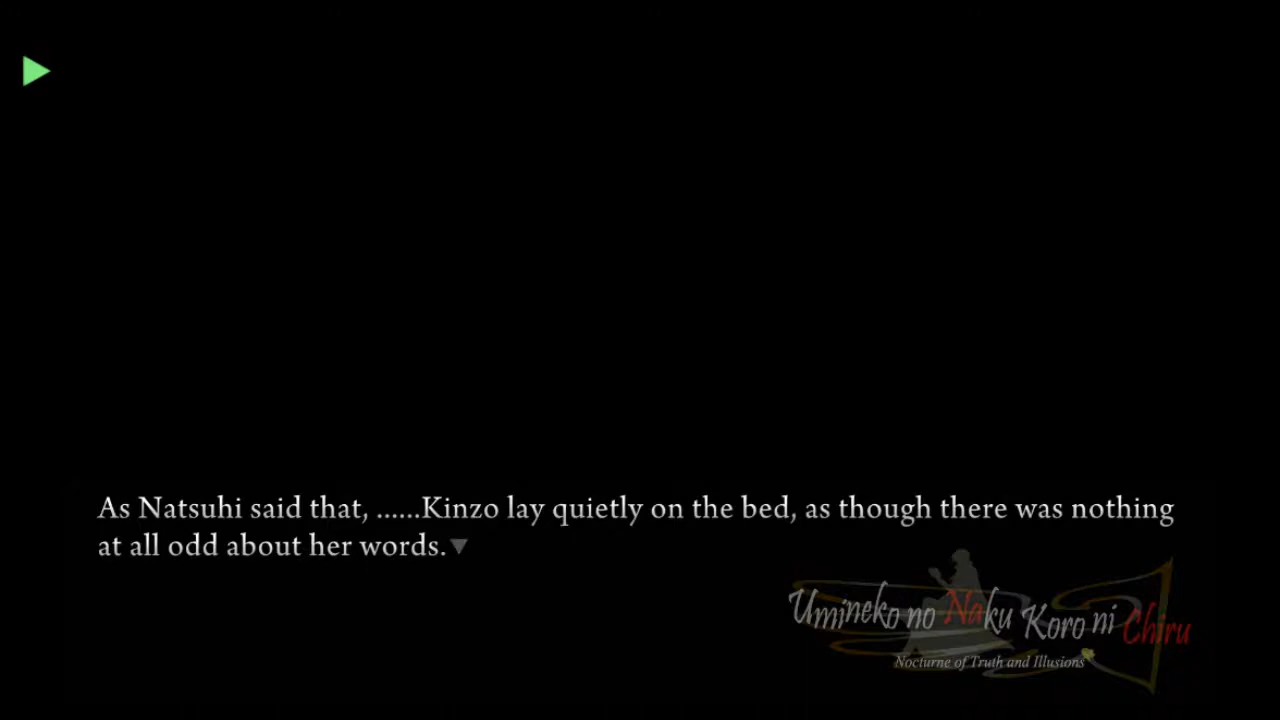 As Natsuhi said that, ......Kinzo lay quietly on the bed, as though there was nothing
at all odd about her words.
Umineko no Naku Koro ni Chiru
Nocturne of Truth and Illusions